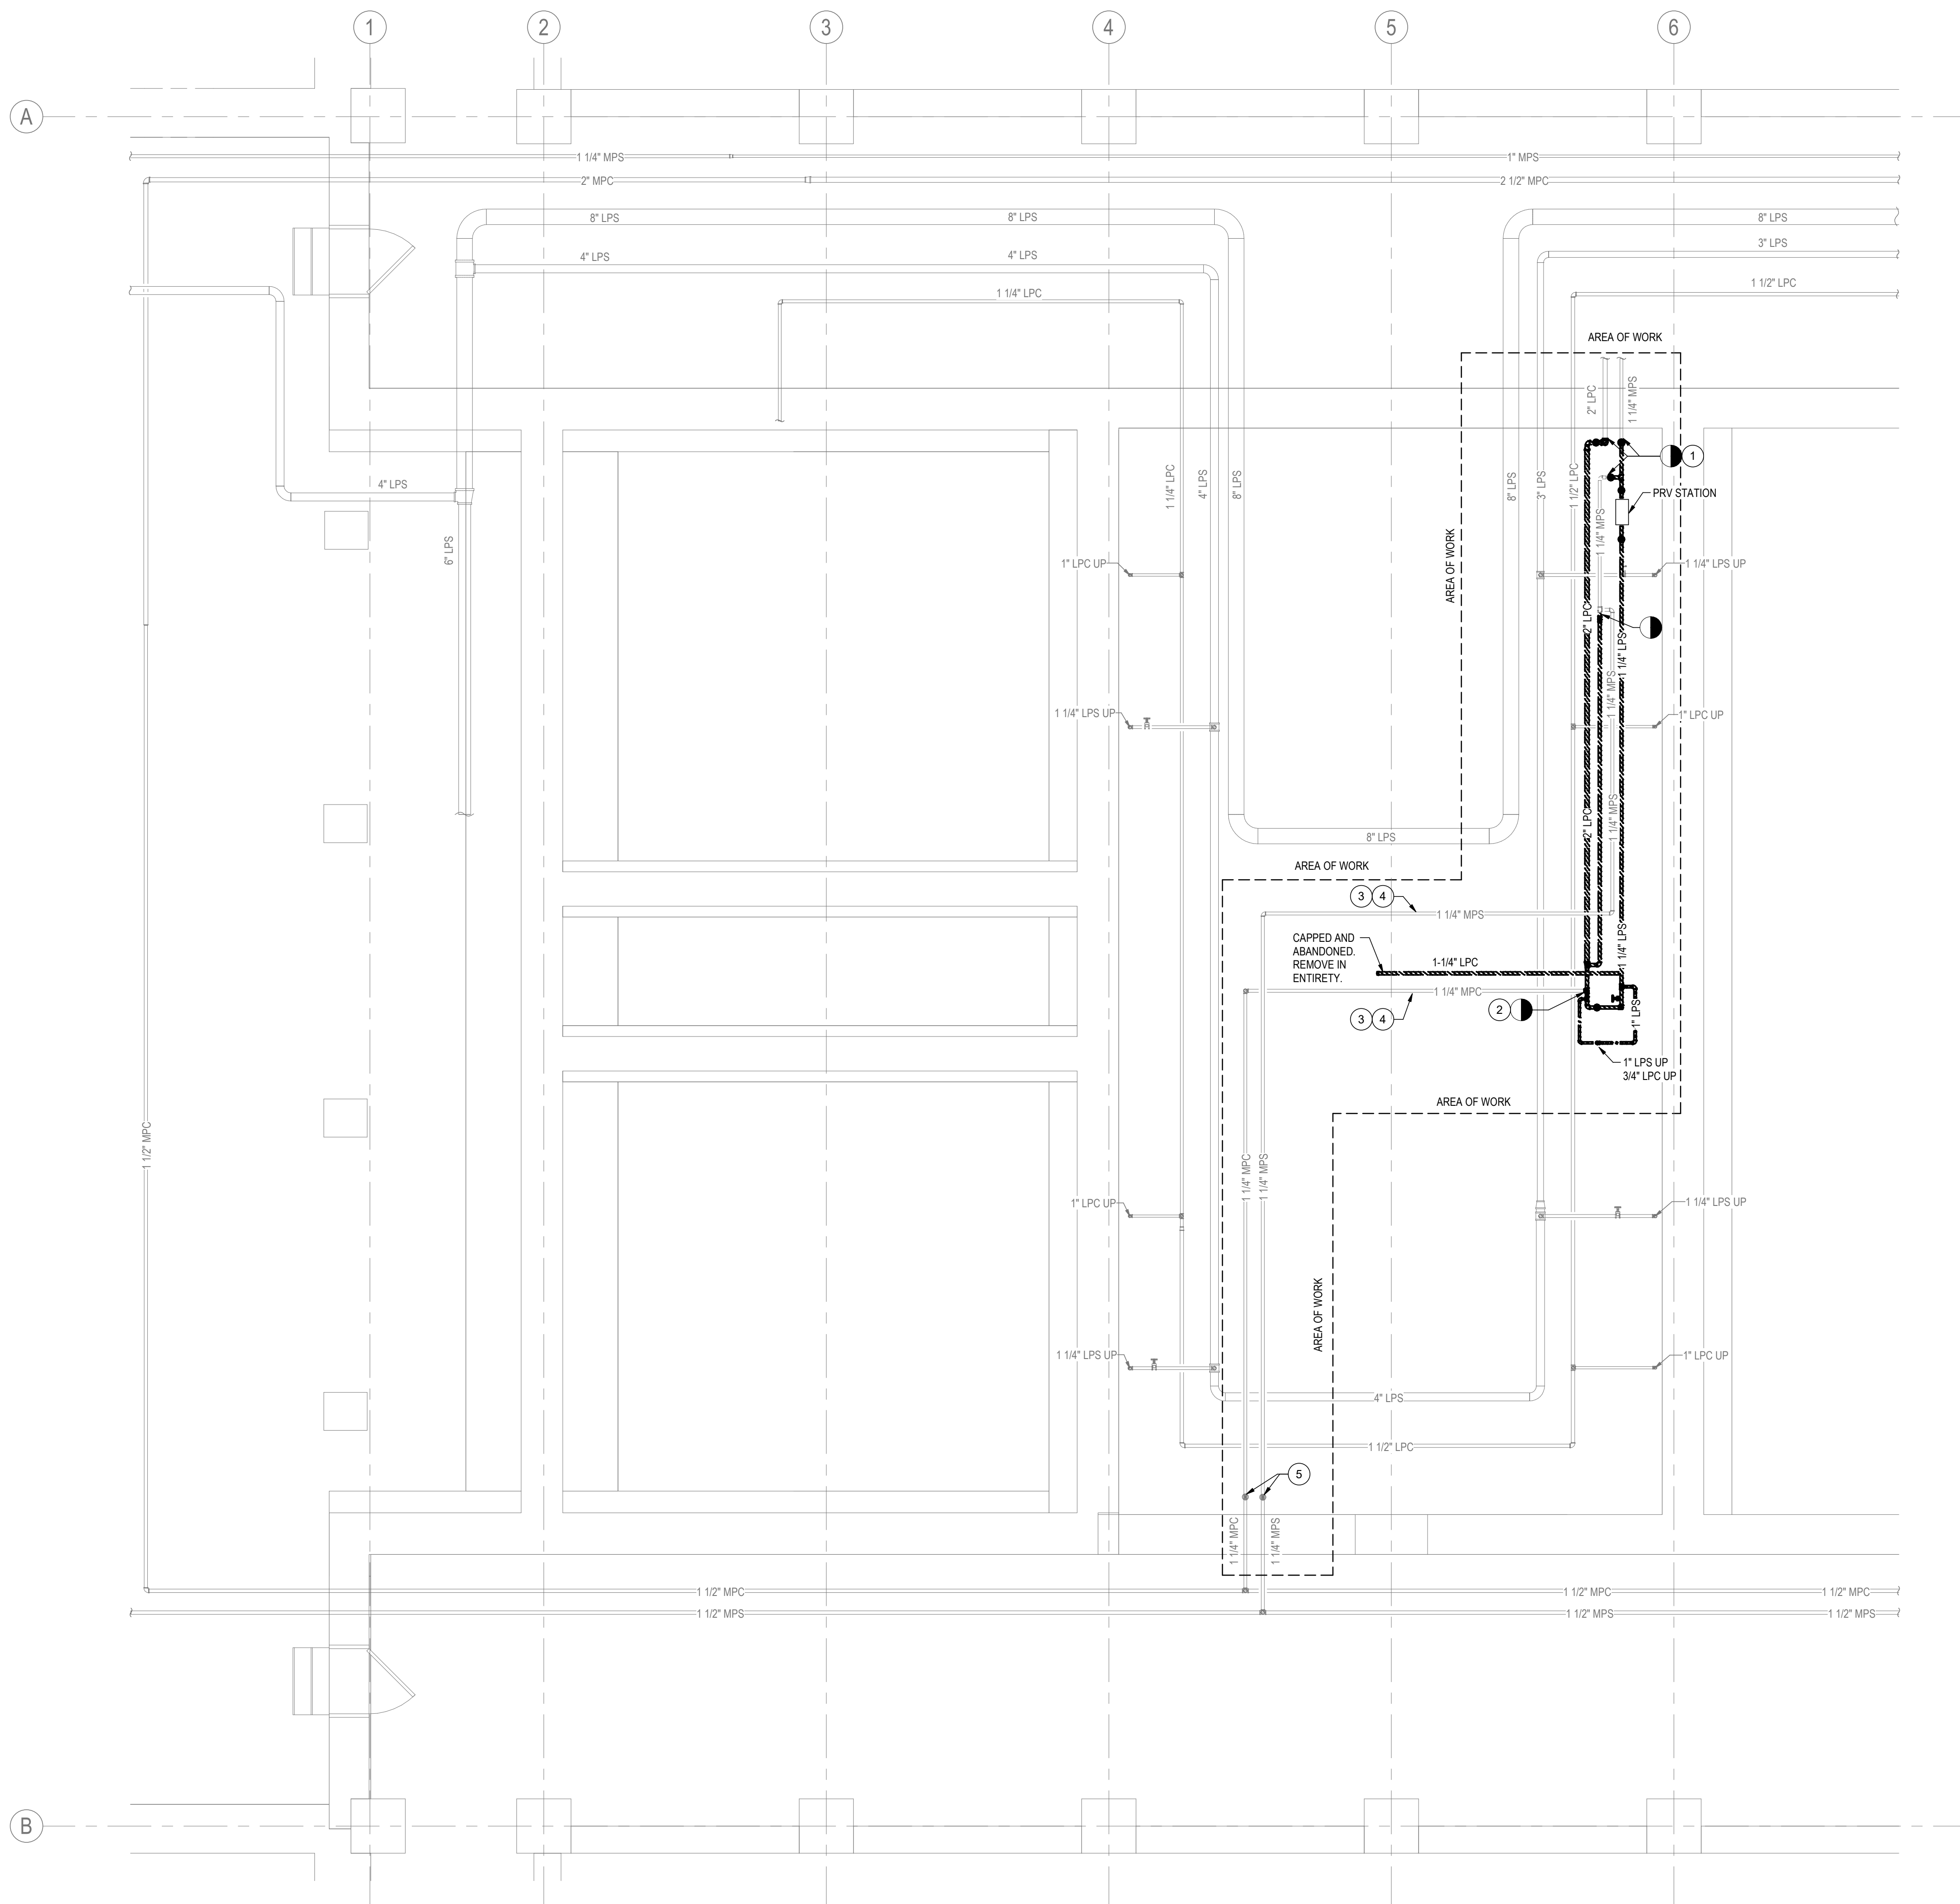 1
2
3
4
5
6
A
1 1/4" MPS
1" MPS
2" MPC
2 1/2" MPC
8" LPS
8" LPS
8" LPS
4" LPS
4" LPS
3" LPS
1 1/4" LPC
1 1/2" LPC
AREA OF WORK
2" LPC
1 1/4" MPS
1
4" LPS
1 1/4" LPC
4" LPS
8" LPS
8" LPS
3" LPS
1 1/2" LPC
PRV STATION
1 1/4" MPS
6" LPS
AREA OF WORK
1" LPC UP
1 1/4" LPS UP
2" LPC
1 1/4" LPS
1 1/4" MPS
1 1/4" LPS UP
1" LPC UP
2" LPC
1 1/4" MPS
8" LPS
AREA OF WORK
3
4
1 1/4" MPS
CAPPED AND
ABANDONED.
REMOVE IN
ENTIRETY.
1-1/4" LPC
1 1/4" LPS
1 1/4" MPC
3
4
2
1" LPS
1" LPS UP
3/4" LPC UP
AREA OF WORK
1 1/2" MPC
1 1/4" MPC
1 1/4" MPS
1" LPC UP
1 1/4" LPS UP
AREA OF WORK
1 1/4" LPS UP
1" LPC UP
4" LPS
1 1/2" LPC
5
1 1/4" MPC
1 1/4" MPS
1 1/2" MPC
1 1/2" MPC
1 1/2" MPC
1 1/2" MPS
1 1/2" MPS
1 1/2" MPS
B